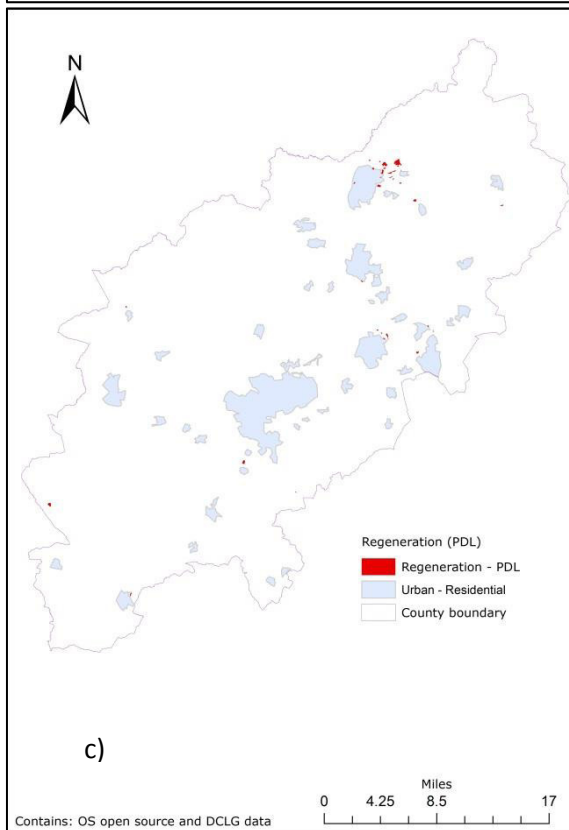 N
Regeneration (PDL)
Regeneration - PDL
Urban - Residential
County boundary
c)
Miles
0 4.25 8.5 17
Contains: OS open source and DCLG data